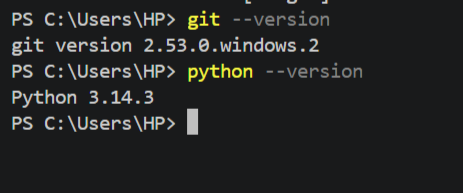 PS C:\Users\HP> git --version
git version 2.53.0.windows.2
PS C:\Users\HP> python --version
Python 3.14.3
PS C:\Users\HP>